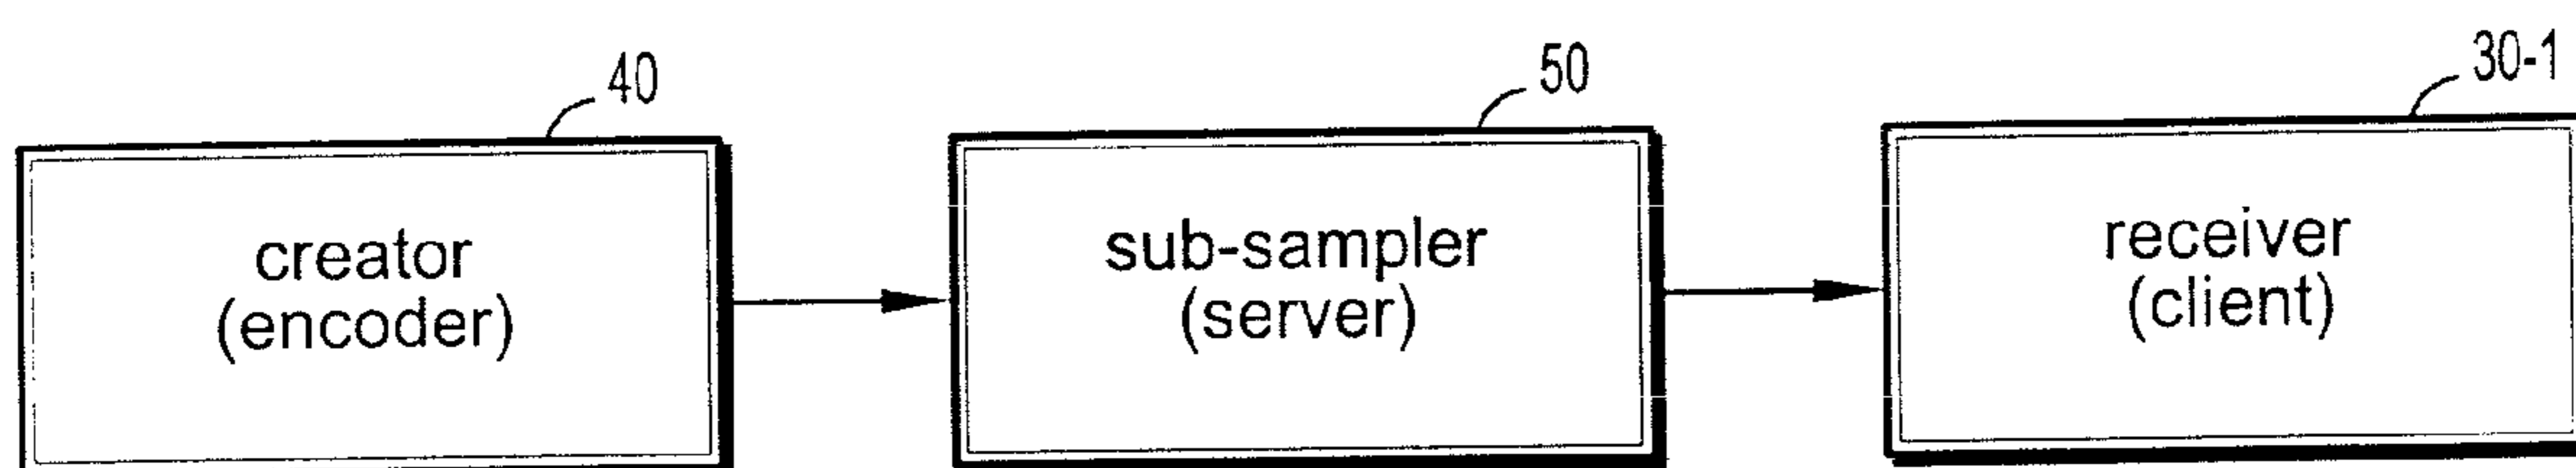 40
50
30-1
creator
(encoder)
sub-sampler
(server)
receiver
(client)